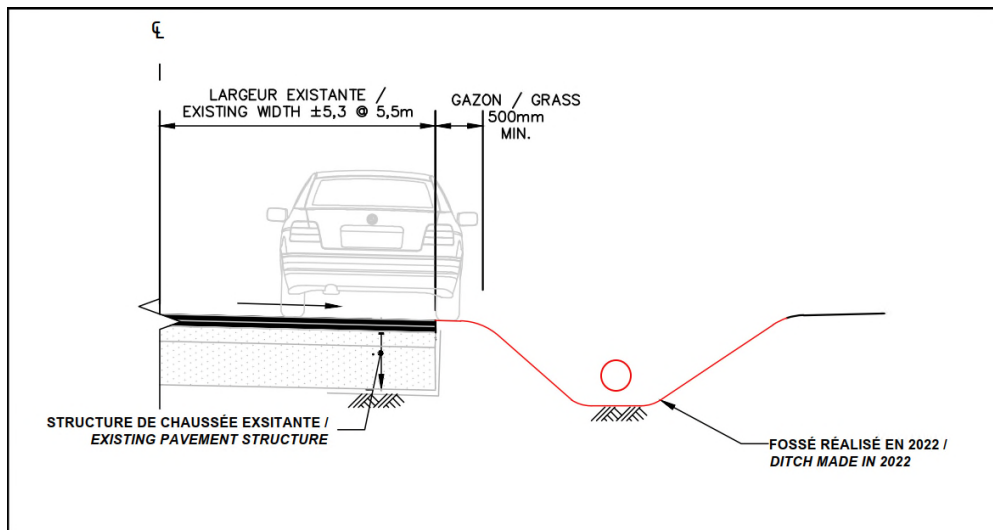 ℄
LARGEUR EXISTANTE /
EXISTING WIDTH ±5,3 @ 5,5m
GAZON / GRASS
500mm
MIN.
STRUCTURE DE CHAUSSÉE EXSITANTE /
EXISTING PAVEMENT STRUCTURE
FOSSÉ RÉALISÉ EN 2022 /
DITCH MADE IN 2022